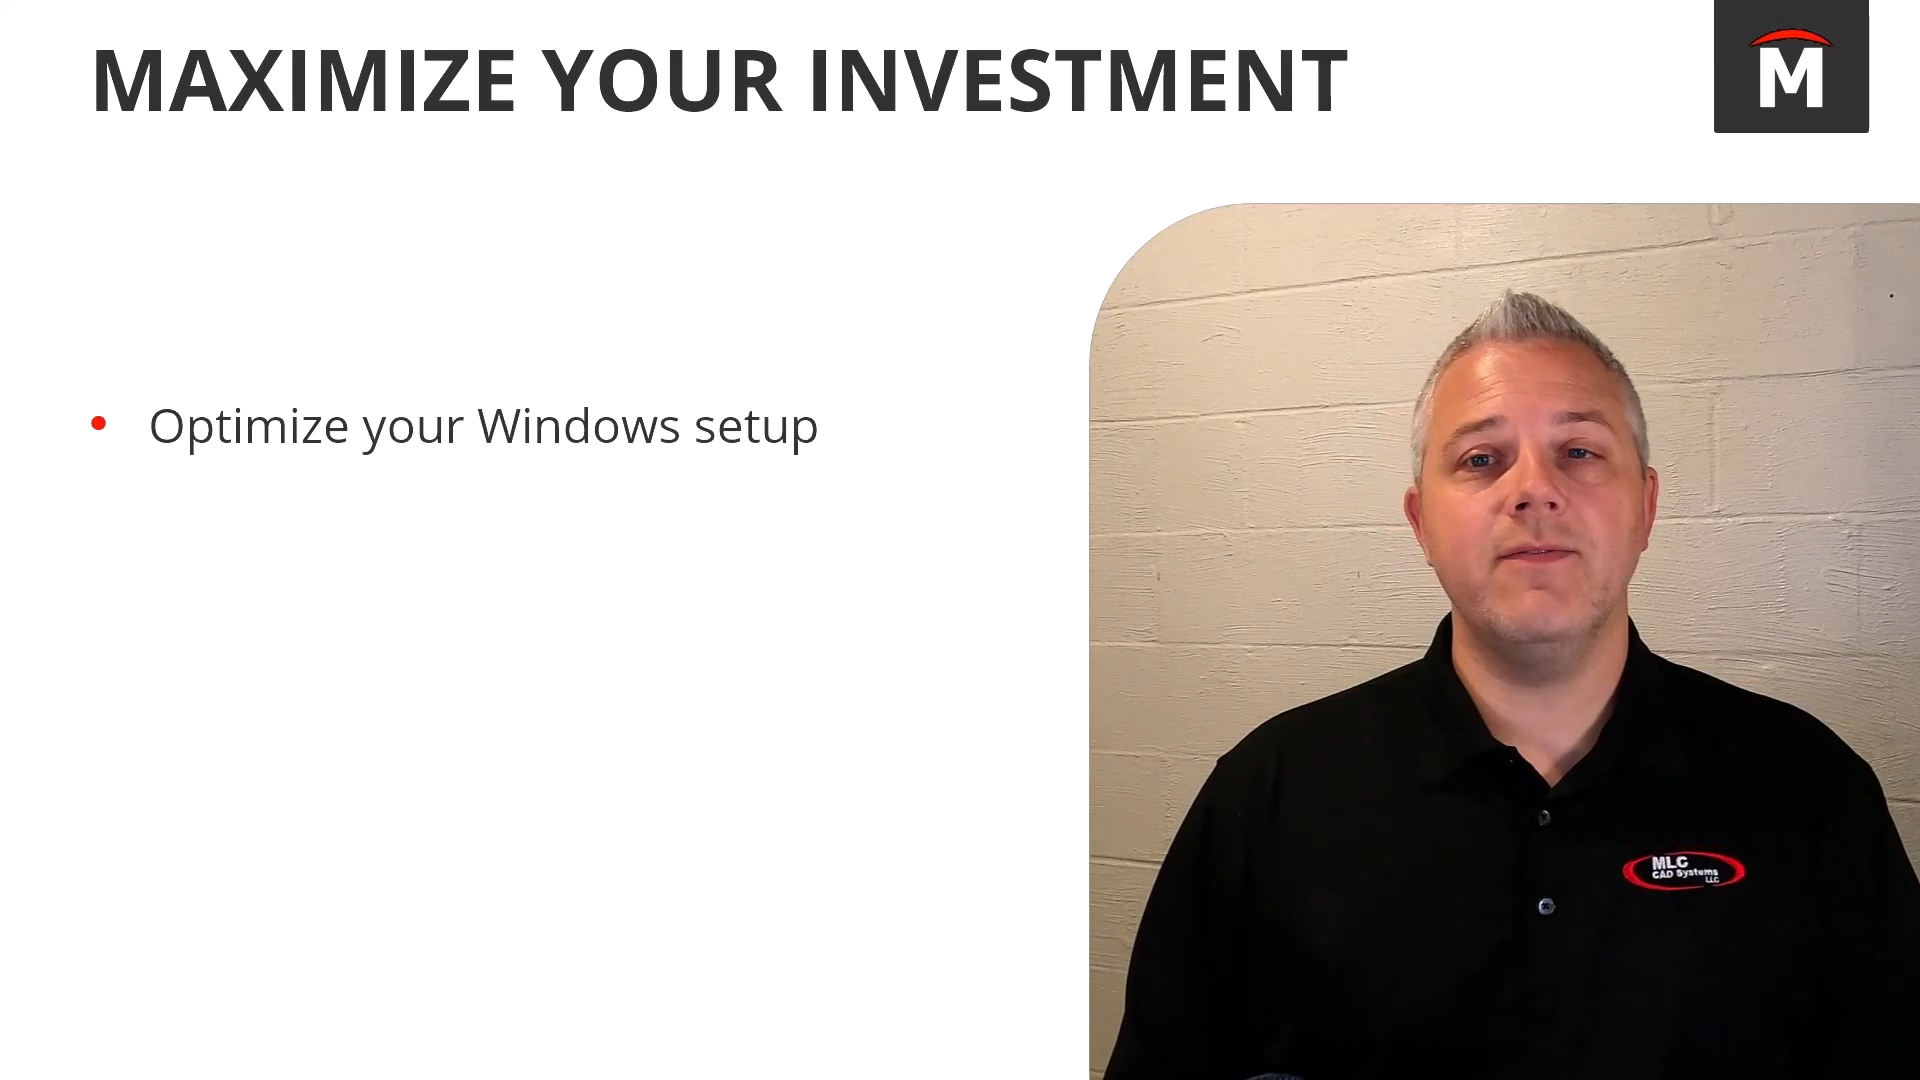 MAXIMIZE YOUR INVESTMENT
M
• Optimize your Windows setup
MLC
CAD Systems
LLC